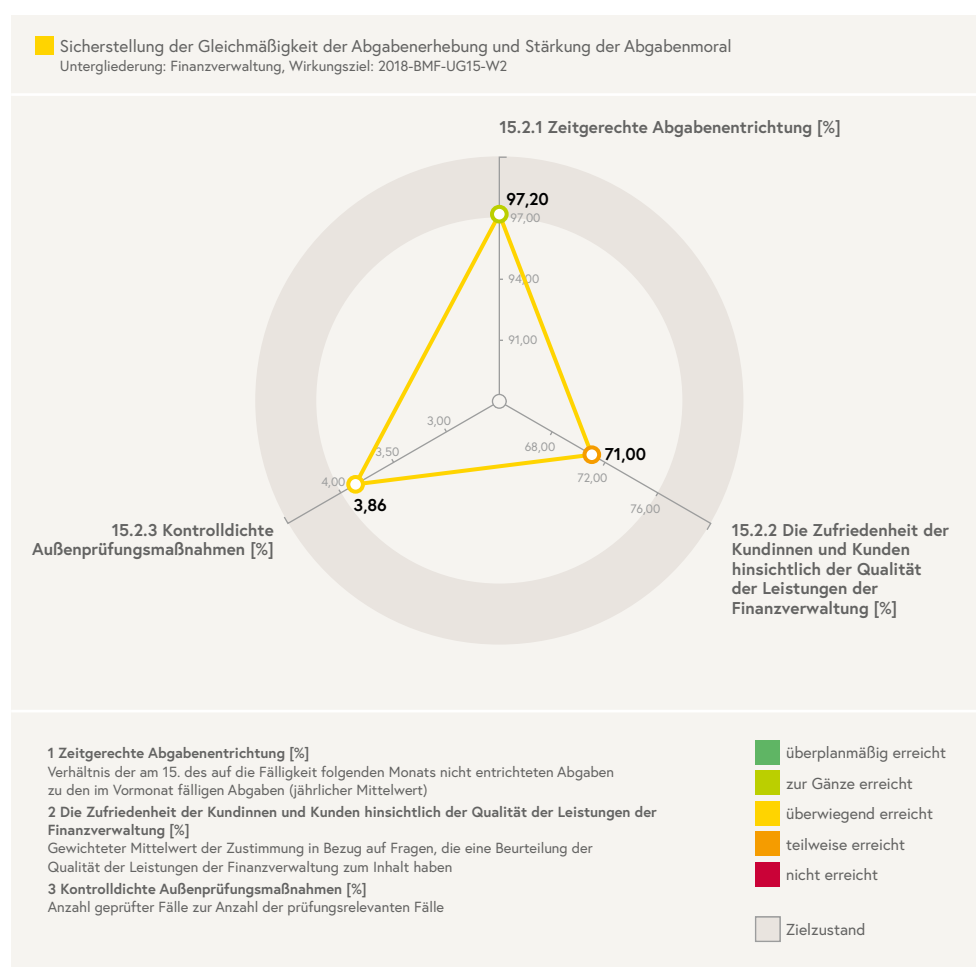 Sicherstellung der Gleichmäßigkeit der Abgabenerhebung und Stärkung der Abgabenmoral
Untergliederung: Finanzverwaltung, Wirkungsziel: 2018-BMF-UG15-W2
15.2.1 Zeitgerechte Abgabenentrichtung [%]
97,20
97,00
94,00
91,00
3,00
3,50
4,00
3,86
68,00
71,00
72,00
76,00
15.2.3 Kontrolldichte
Außenprüfungsmaßnahmen [%]
15.2.2 Die Zufriedenheit der
Kundinnen und Kunden
hinsichtlich der Qualität
der Leistungen der
Finanzverwaltung [%]
1 Zeitgerechte Abgabenentrichtung [%]
Verhältnis der am 15. des auf die Fälligkeit folgenden Monats nicht entrichteten Abgaben
zu den im Vormonat fälligen Abgaben (jährlicher Mittelwert)
2 Die Zufriedenheit der Kundinnen und Kunden hinsichtlich der Qualität der Leistungen der
Finanzverwaltung [%]
Gewichteter Mittelwert der Zustimmung in Bezug auf Fragen, die eine Beurteilung der
Qualität der Leistungen der Finanzverwaltung zum Inhalt haben
3 Kontrolldichte Außenprüfungsmaßnahmen [%]
Anzahl geprüfter Fälle zur Anzahl der prüfungsrelevanten Fälle
überplanmäßig erreicht
zur Gänze erreicht
überwiegend erreicht
teilweise erreicht
nicht erreicht
Zielzustand